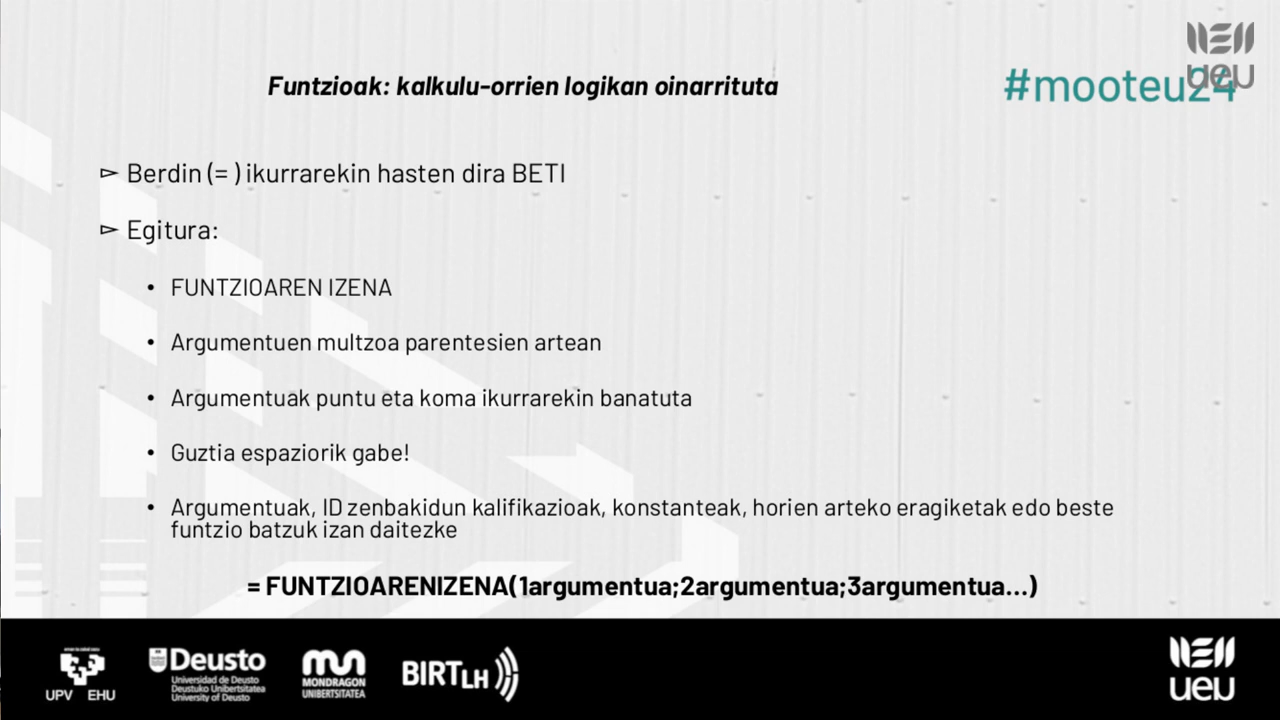 Funtzioak: kalkulu-orrien logikan oinarrituta
#mooteu24
ueu
▻ Berdin (= ) ikurrarekin hasten dira BETI
▻ Egitura:
• FUNTZIOAREN IZENA
• Argumentuen multzoa parentesien artean
• Argumentuak puntu eta koma ikurrarekin banatuta
• Guztia espaziorik gabe!
• Argumentuak, ID zenbakidun kalifikazioak, konstanteak, horien arteko eragiketak edo beste
funtzio batzuk izan daitezke
= FUNTZIOARENIZENA(1argumentua;2argumentua;3argumentua...)
UPV EHU
Deusto
Universidad de Deusto
Deustuko Unibertsitatea
University of Deusto
MONDRAGON
UNIBERTSITATEA
BIRT LH
ueu